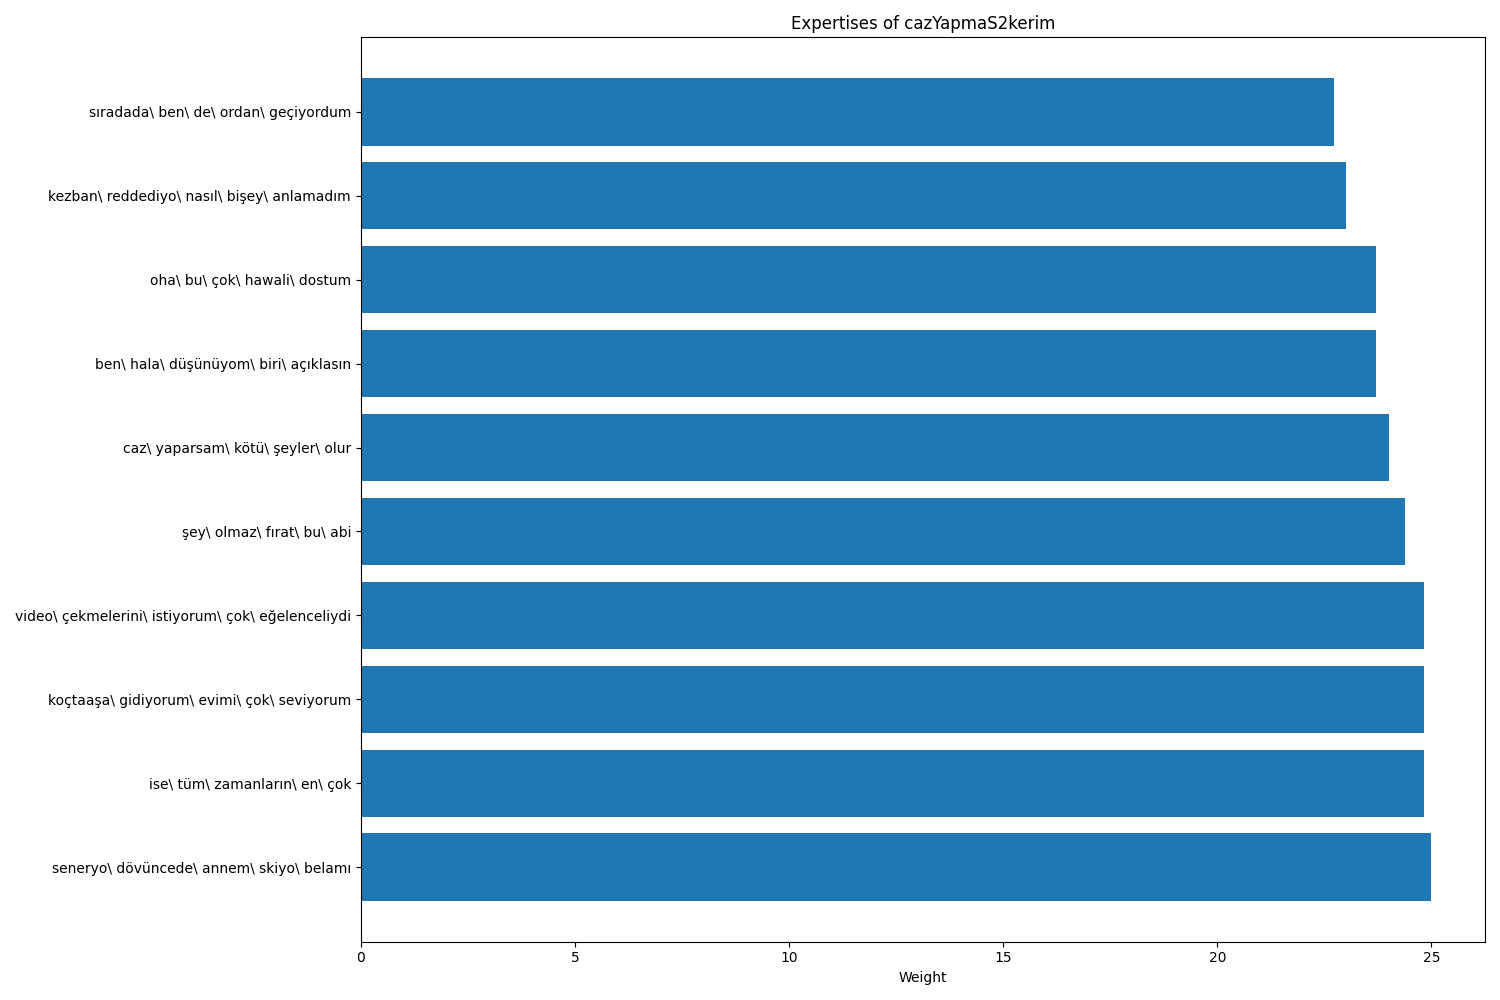 Expertises of cazYapmaS2kerim
sıradada\ ben\ de\ ordan\ geçiyordum
kezban\ reddediyo\ nasıl\ bişey\ anlamadım
oha\ bu\ çok\ hawali\ dostum
ben\ hala\ düşünüyom\ biri\ açıklasın
caz\ yaparsam\ kötü\ şeyler\ olur
şey\ olmaz\ fırat\ bu\ abi
video\ çekmelerini\ istiyorum\ çok\ eğelenceliydi
koçtaaşa\ gidiyorum\ evimi\ çok\ seviyorum
ise\ tüm\ zamanların\ en\ çok
seneryo\ dövüncede\ annem\ skiyo\ belamı
0 5 10 15 20 25
Weight